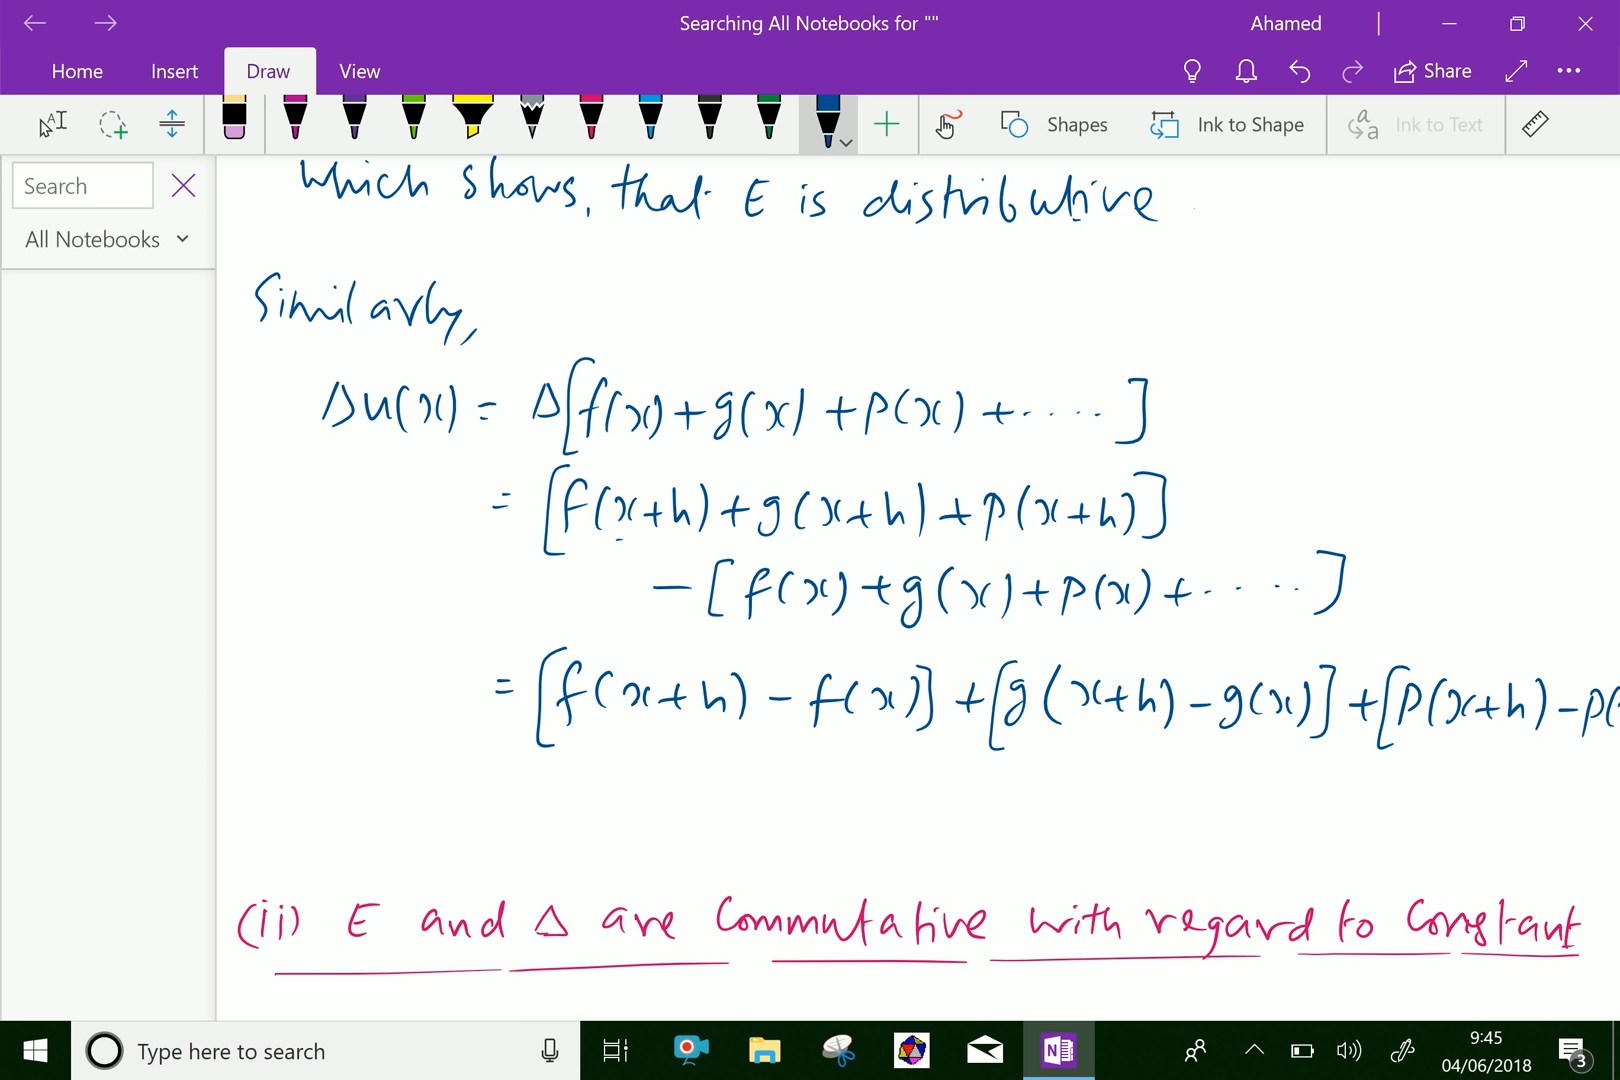 Searching All Notebooks for ""
Ahamed
Home Insert Draw View
Share
Shapes Ink to Shape Ink to Text
Search
All Notebooks
which shows, that E is distributive
Similarly,
Δu(x) = Δ[f(x)+g(x)+p(x)+.....]
= [f(x+h)+g(x+h)+p(x+h)]
-[f(x)+g(x)+p(x)+.....]
= [f(x+h)-f(x)]+[g(x+h)-g(x)]+[p(x+h)-p(
(ii) E and Δ are commutative with regard to constant
Type here to search
9:45
04/06/2018
3